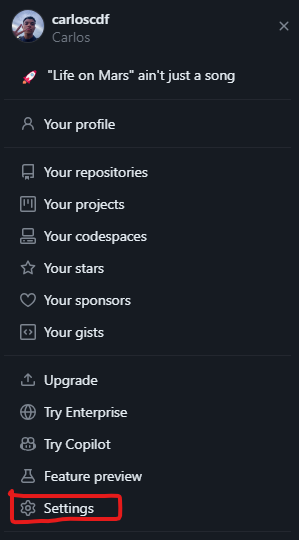 carloscdf
Carlos
"Life on Mars" ain't just a song
Your profile
Your repositories
Your projects
Your codespaces
Your stars
Your sponsors
Your gists
Upgrade
Try Enterprise
Try Copilot
Feature preview
Settings